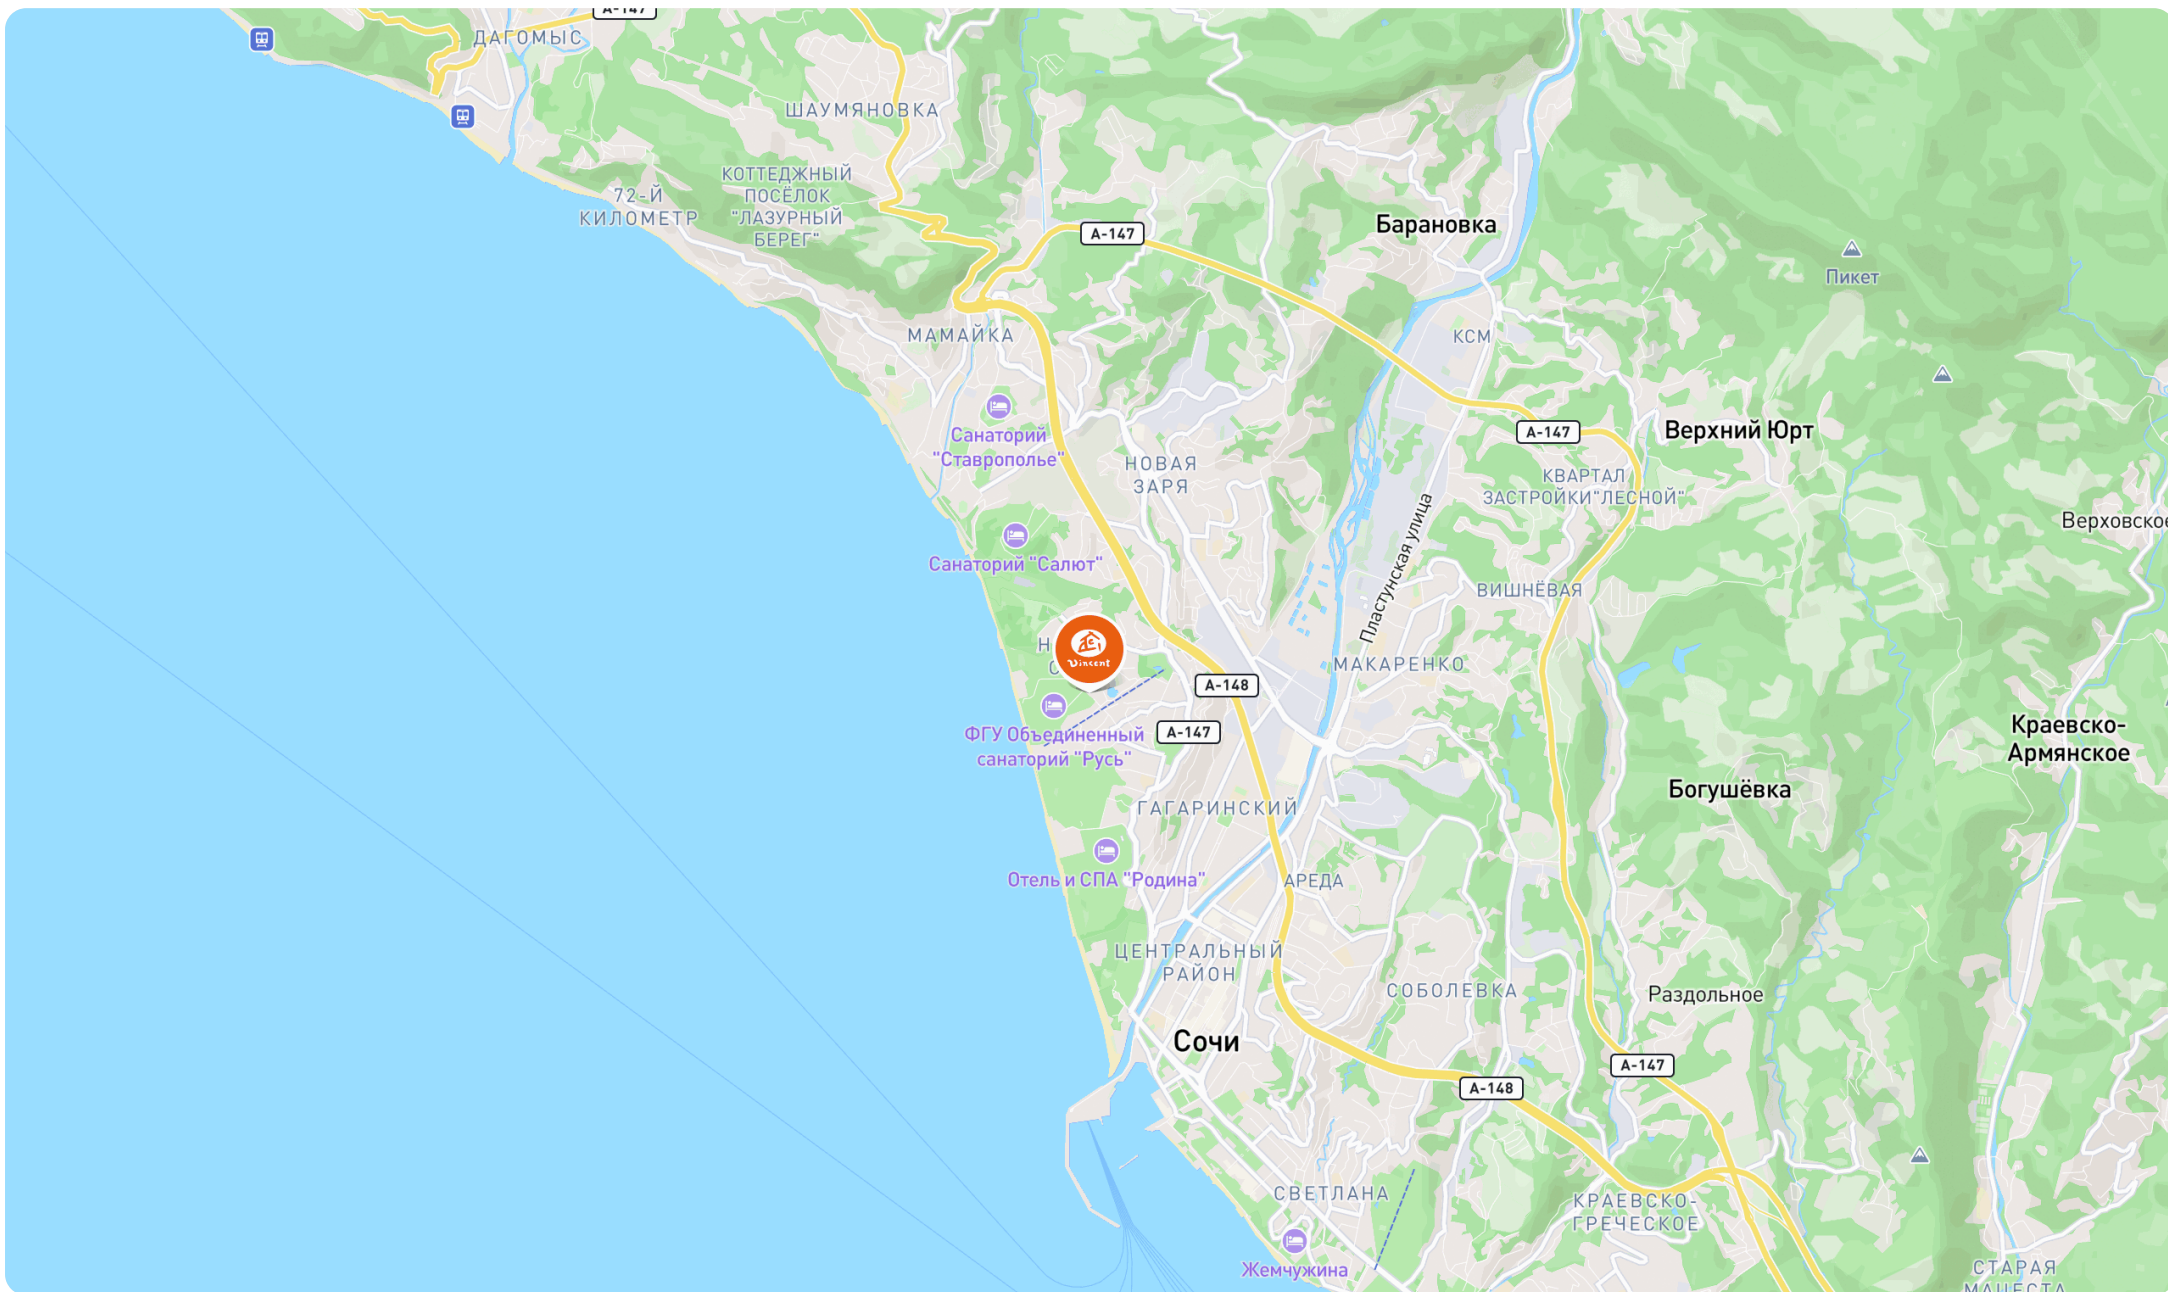 А-147
ДАГОМЫС
ШАУМЯНОВКА
КОТТЕДЖНЫЙ
ПОСЁЛОК
"ЛАЗУРНЫЙ
БЕРЕГ"
72-Й
КИЛОМЕТР
А-147
Барановка
Пикет
МАМАЙКА
КСМ
Санаторий
"Ставрополье"
НОВАЯ
ЗАРЯ
А-147
Верхний Юрт
КВАРТАЛ
ЗАСТРОЙКИ"ЛЕСНОЙ"
Пластунская улица
Верховское
Санаторий "Салют"
ВИШНЁВАЯ
Vincent
МАКАРЕНКО
А-148
А-147
ФГУ Объединенный
санаторий "Русь"
Краевско-
Армянское
Богушёвка
ГАГАРИНСКИЙ
Отель и СПА "Родина"
АРЕДА
ЦЕНТРАЛЬНЫЙ
РАЙОН
СОБОЛЕВКА
Раздольное
Сочи
А-147
А-148
СВЕТЛАНА
КРАЕВСКО-
ГРЕЧЕСКОЕ
Жемчужина
СТАРАЯ
МАЦЕСТА